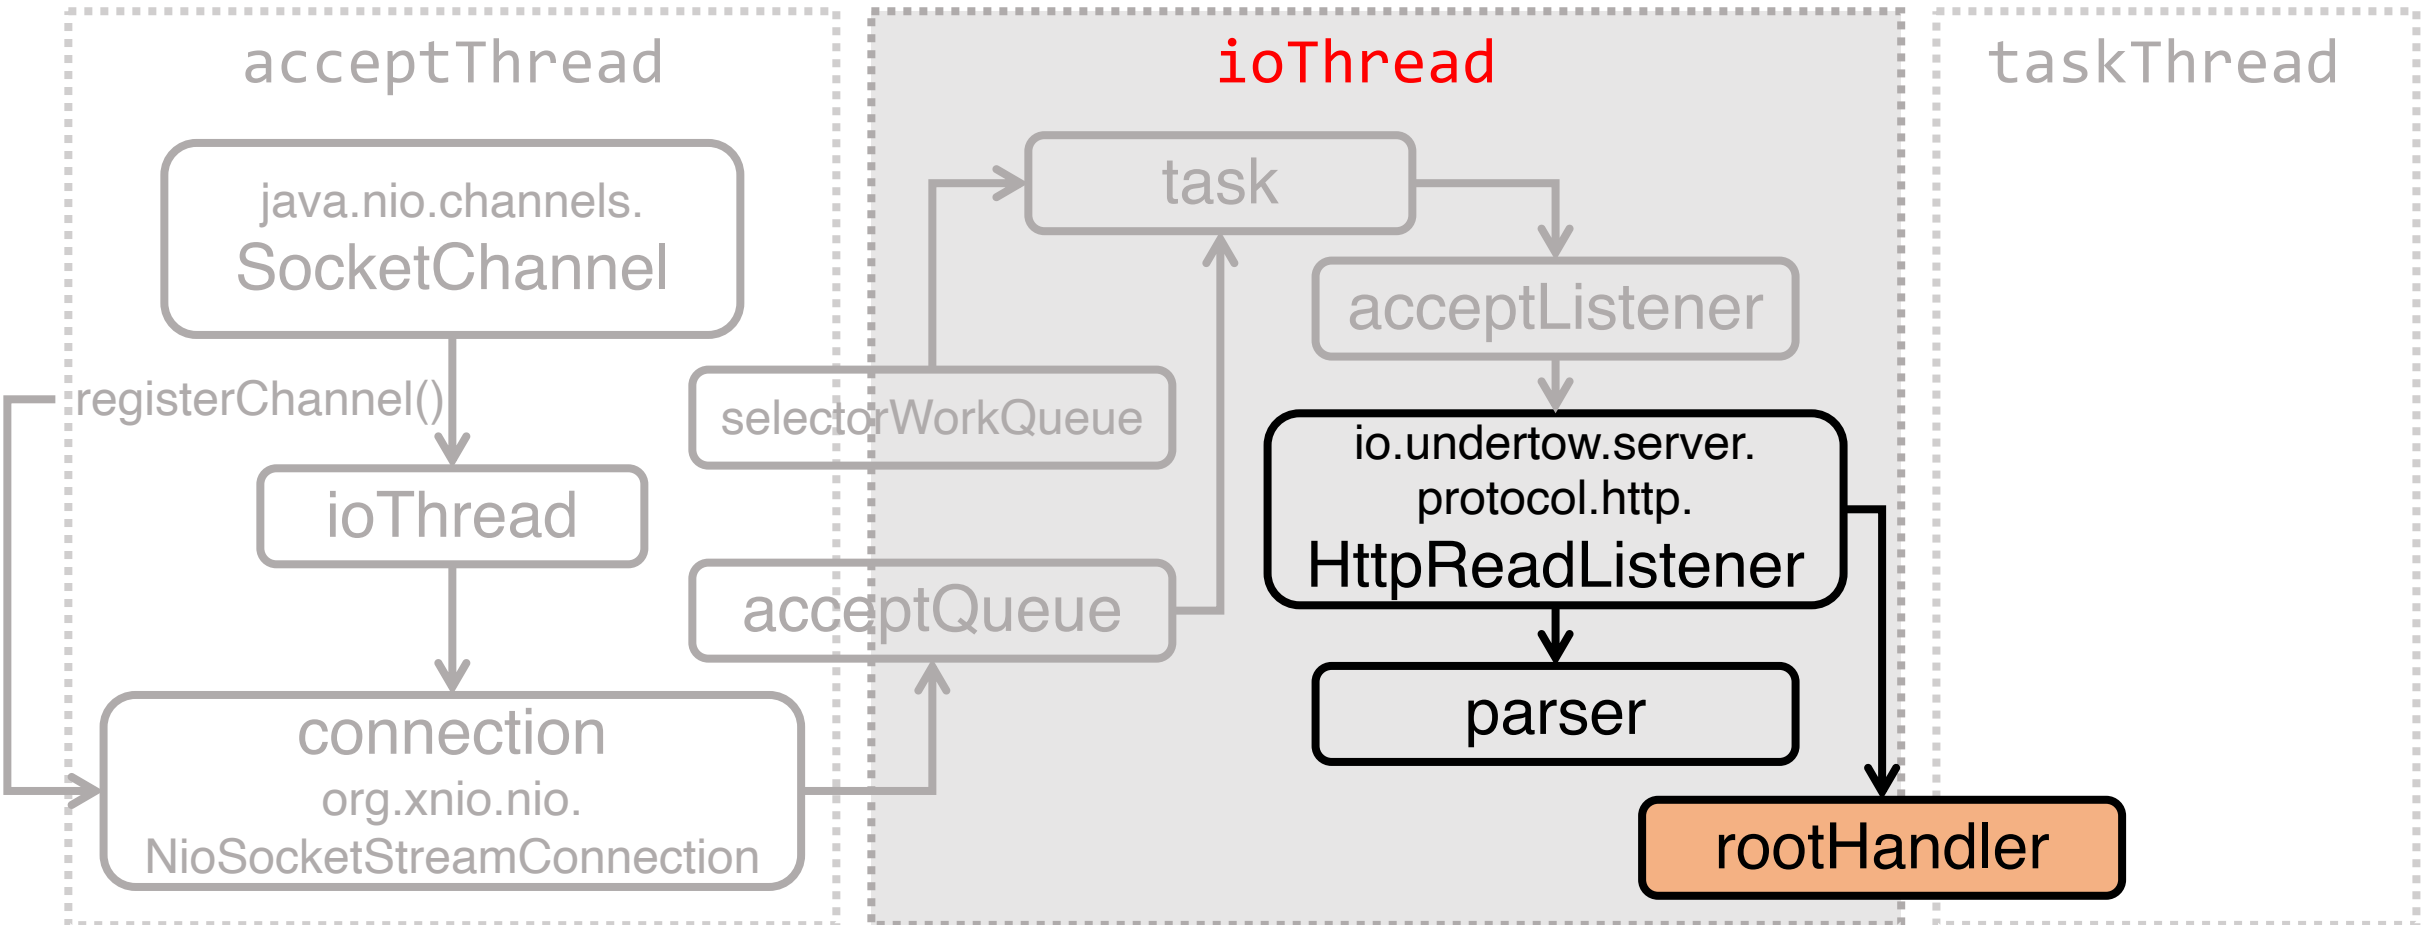 acceptThread
java.nio.channels.
SocketChannel
registerChannel()
ioThread
connection
org.xnio.nio.
NioSocketStreamConnection
selectorWorkQueue
acceptQueue
ioThread
task
acceptListener
io.undertow.server.
protocol.http.
HttpReadListener
parser
rootHandler
taskThread